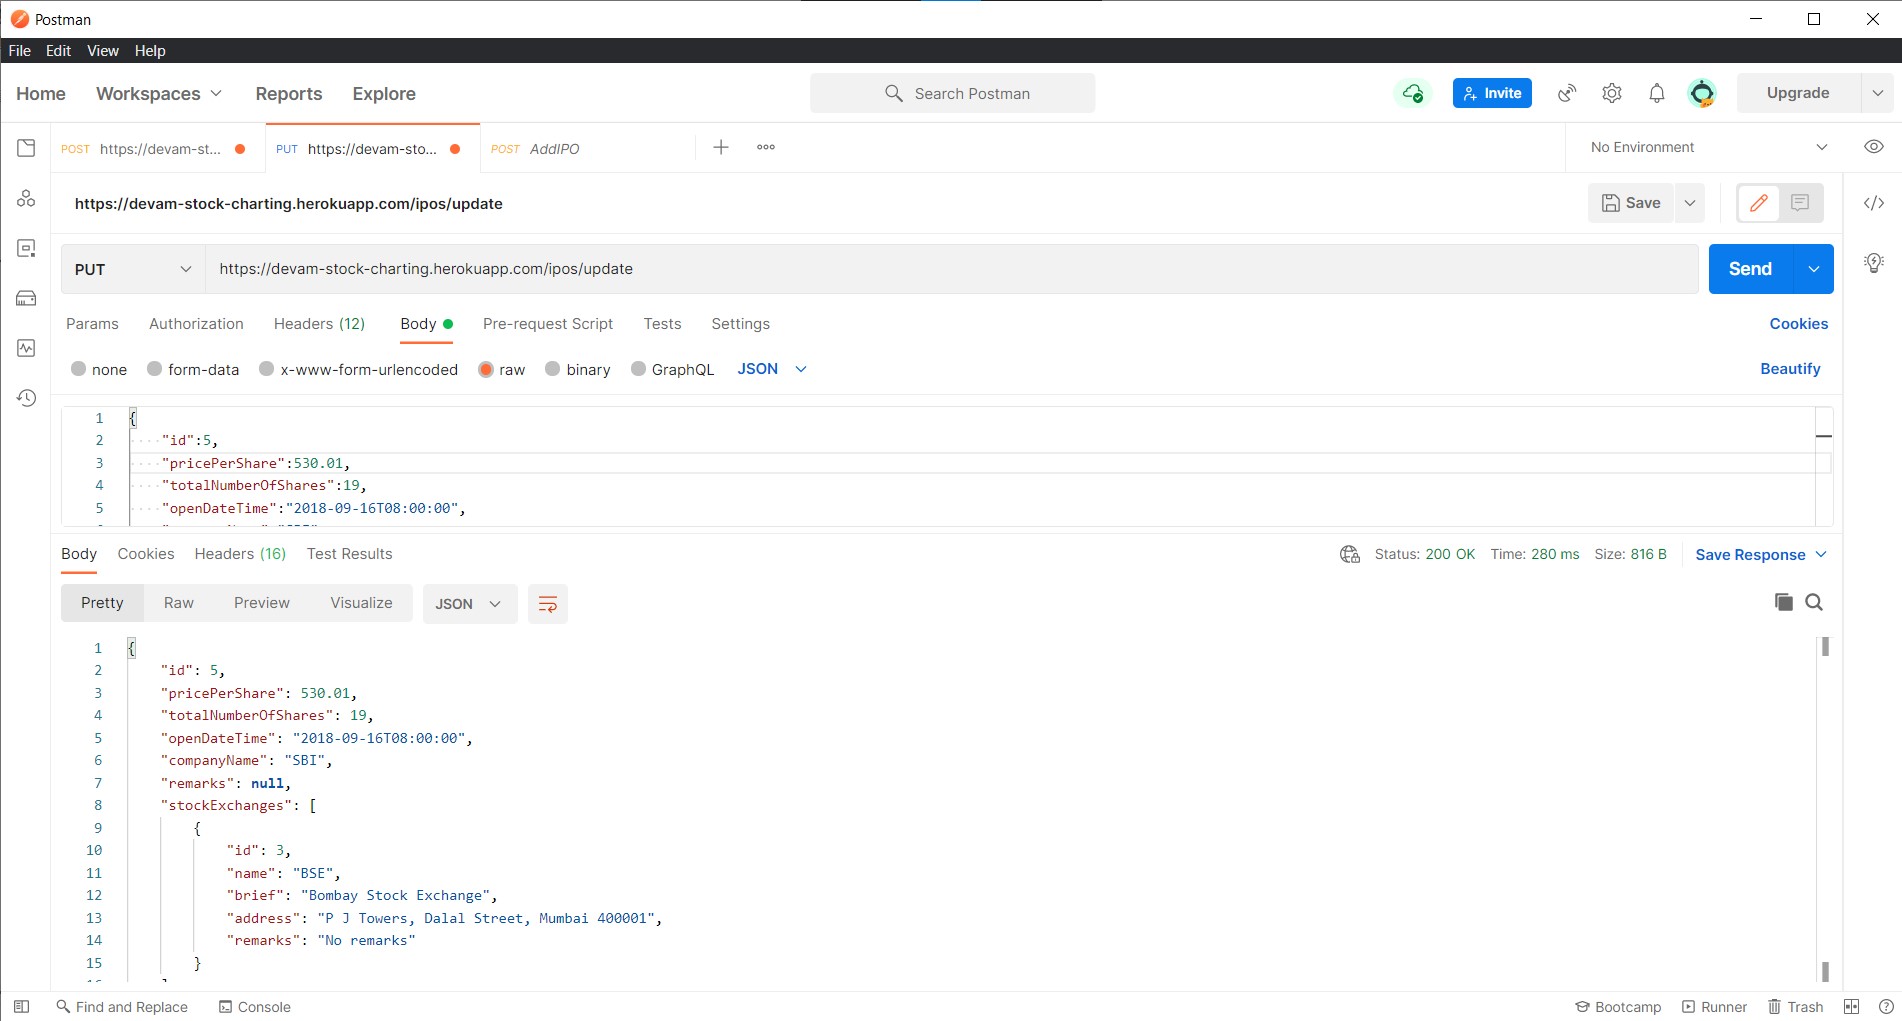 Postman
File Edit View Help
Home Workspaces Reports Explore Search Postman Invite Upgrade
POST https://devam-st... PUT https://devam-sto... POST AddIPO No Environment
https://devam-stock-charting.herokuapp.com/ipos/update Save
PUT https://devam-stock-charting.herokuapp.com/ipos/update Send
Params Authorization Headers (12) Body Pre-request Script Tests Settings Cookies
none form-data x-www-form-urlencoded raw binary GraphQL JSON Beautify
1 {
2 "id":5,
3 "pricePerShare":530.01,
4 "totalNumberOfShares":19,
5 "openDateTime":"2018-09-16T08:00:00",
Body Cookies Headers (16) Test Results Status: 200 OK Time: 280 ms Size: 816 B Save Response
Pretty Raw Preview Visualize JSON
1 {
2 "id": 5,
3 "pricePerShare": 530.01,
4 "totalNumberOfShares": 19,
5 "openDateTime": "2018-09-16T08:00:00",
6 "companyName": "SBI",
7 "remarks": null,
8 "stockExchanges": [
9 {
10 "id": 3,
11 "name": "BSE",
12 "brief": "Bombay Stock Exchange",
13 "address": "P J Towers, Dalal Street, Mumbai 400001",
14 "remarks": "No remarks"
15 }
Find and Replace Console Bootcamp Runner Trash